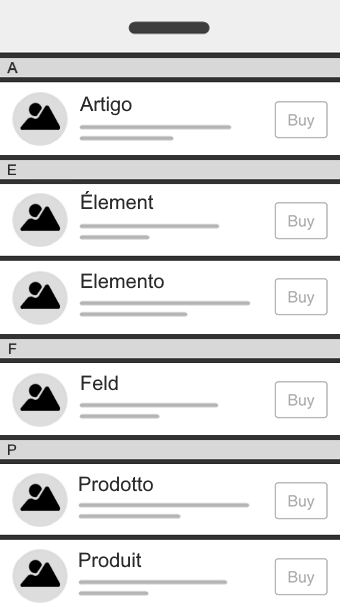 A
Artigo
Buy
E
Élement
Buy
Elemento
Buy
F
Feld
Buy
P
Prodotto
Buy
Produit
Buy